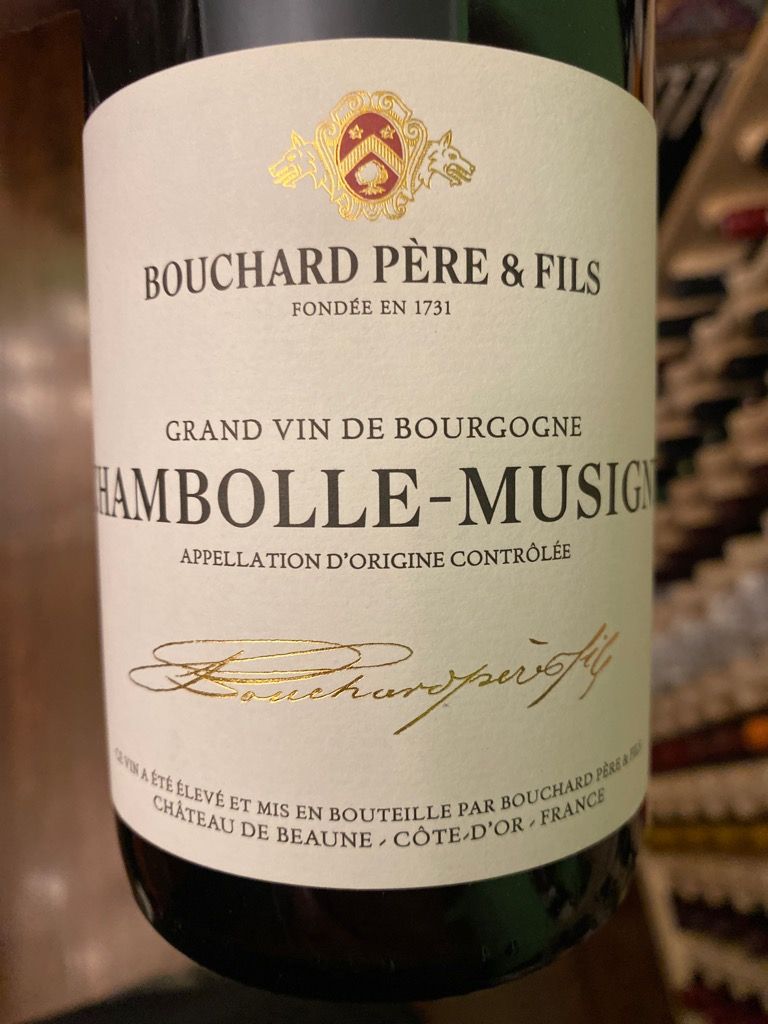 BOUCHARD PÈRE & FILS
FONDÉE EN 1731
GRAND VIN DE BOURGOGNE
CHAMBOLLE-MUSIGN
APPELLATION D'ORIGINE CONTRÔLÉE
Bouchard père & fils
CE VIN A ÉTÉ ÉLEVÉ ET MIS EN BOUTEILLE PAR BOUCHARD PÈRE & FILS
CHÂTEAU DE BEAUNE - CÔTE-D'OR - FRANCE